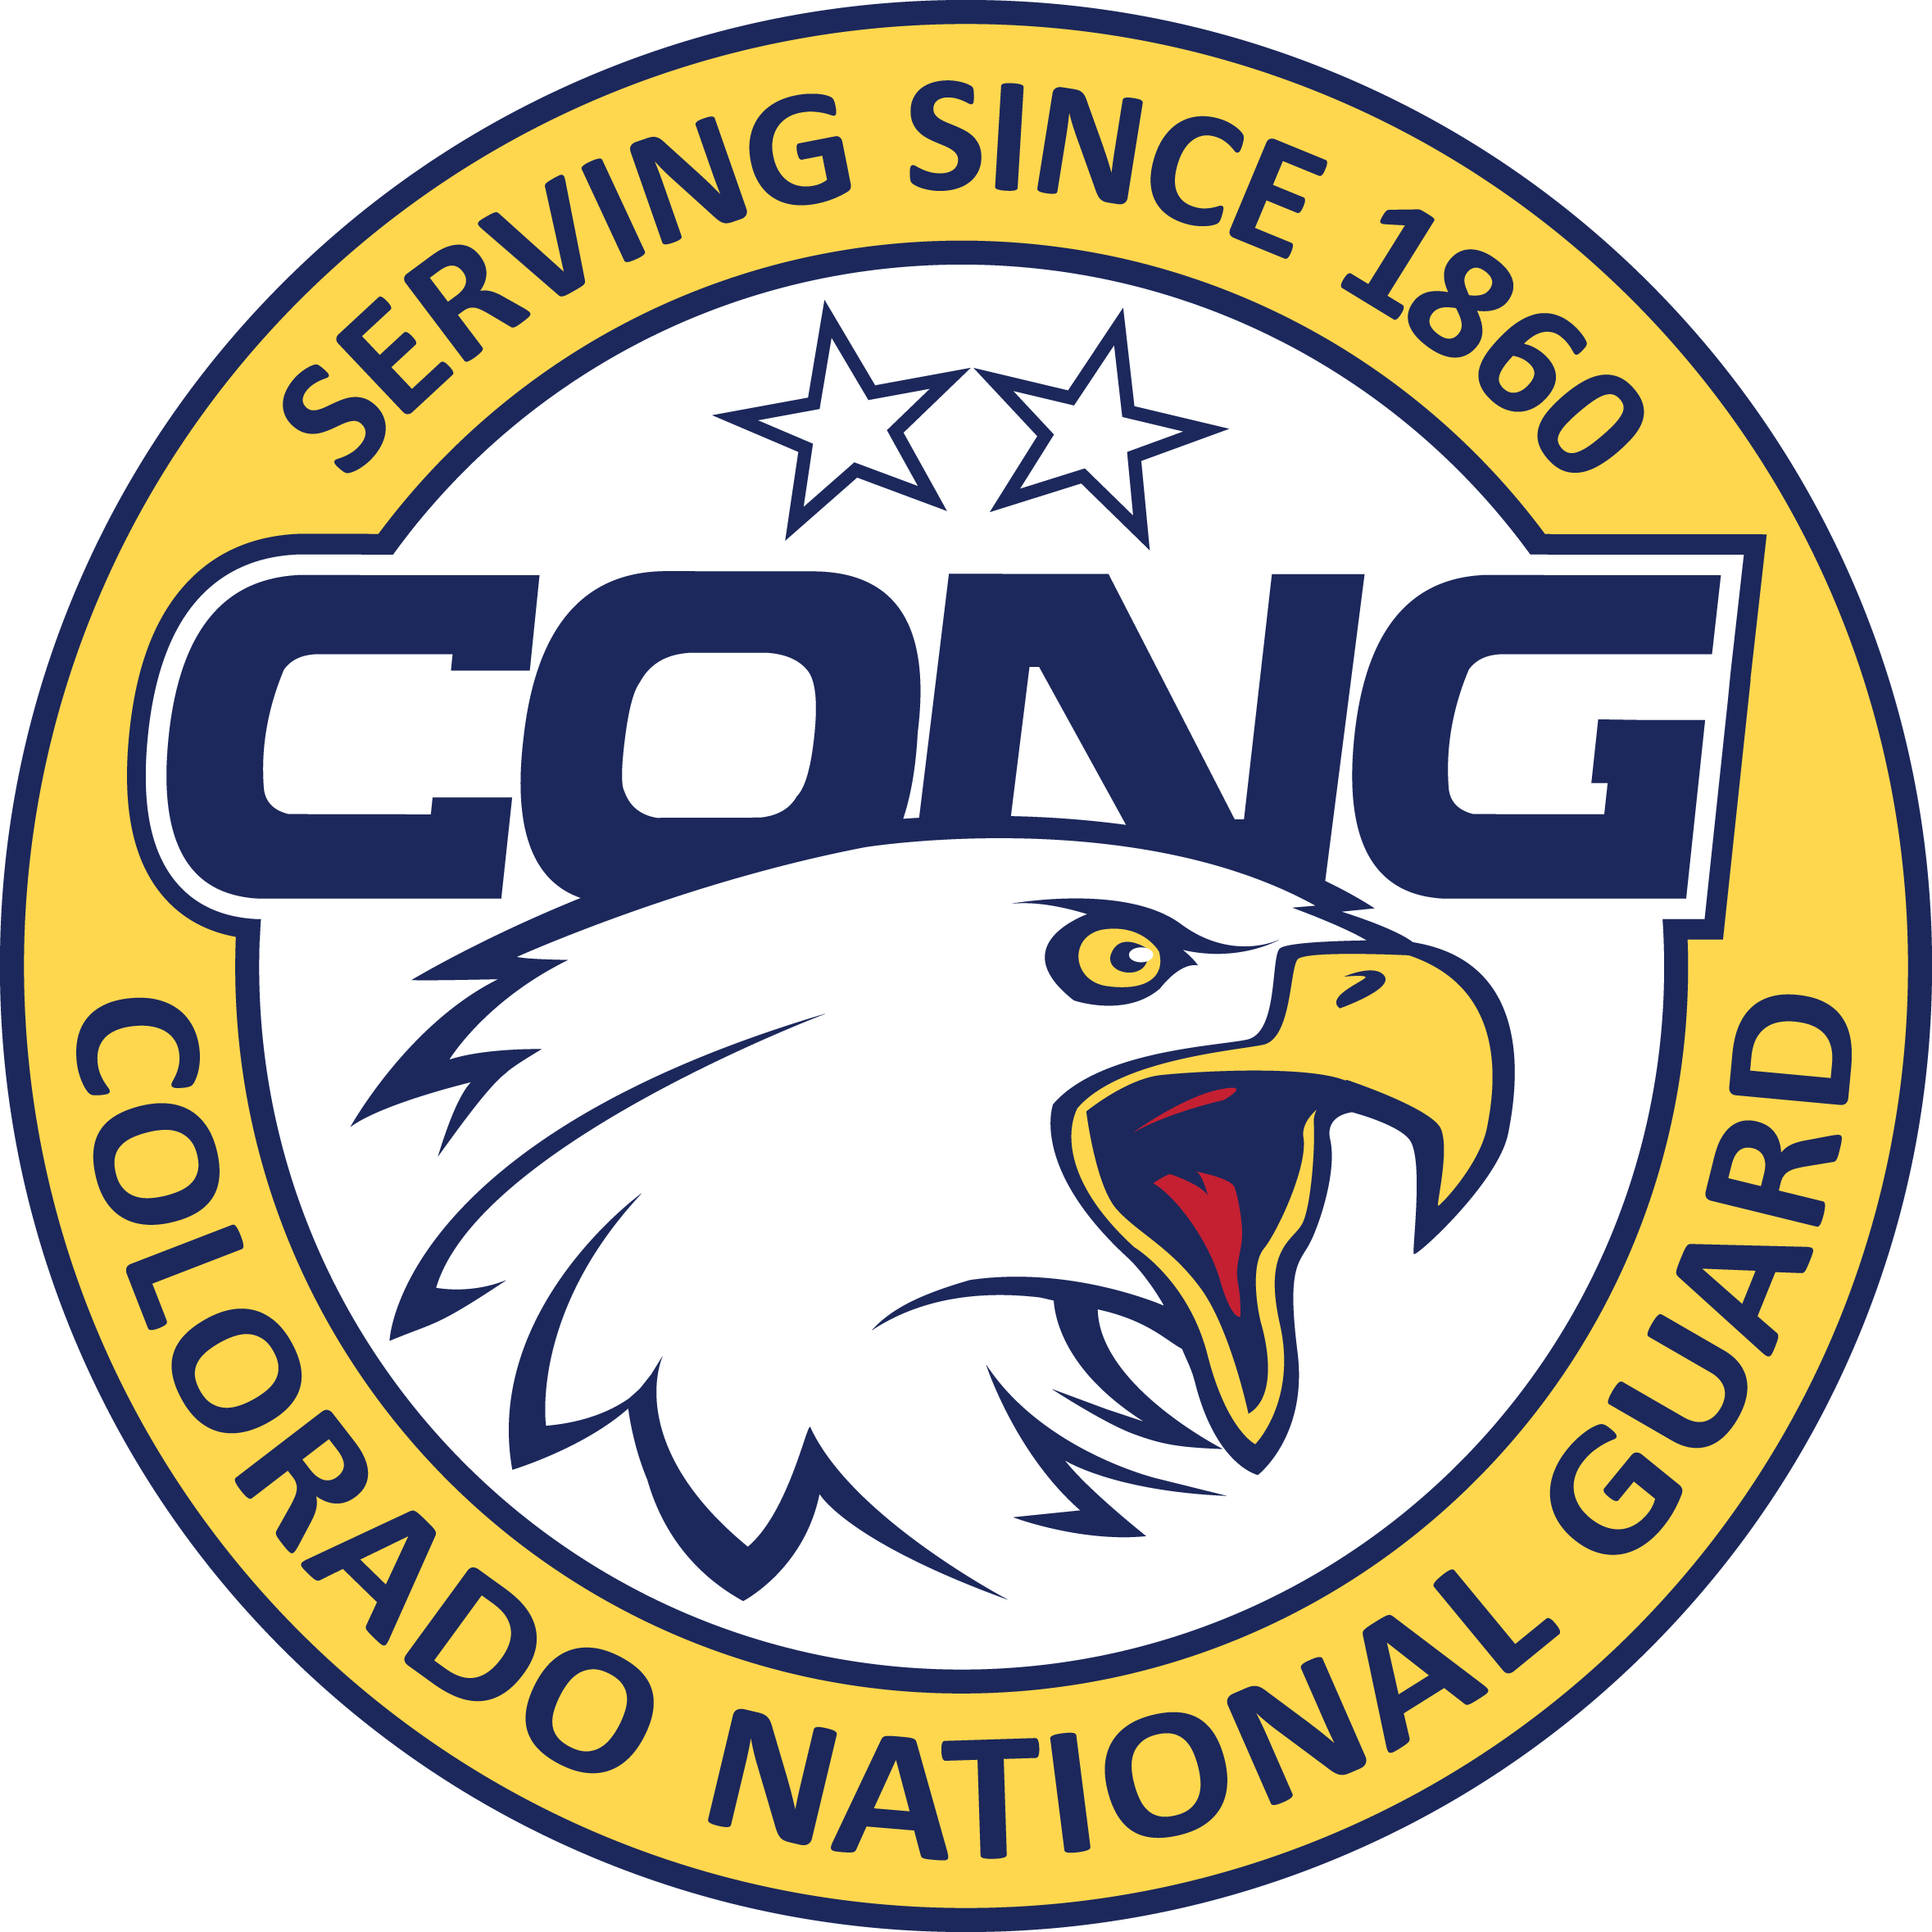 SERVING SINCE 1860
CONG
COLORADO NATIONAL GUARD